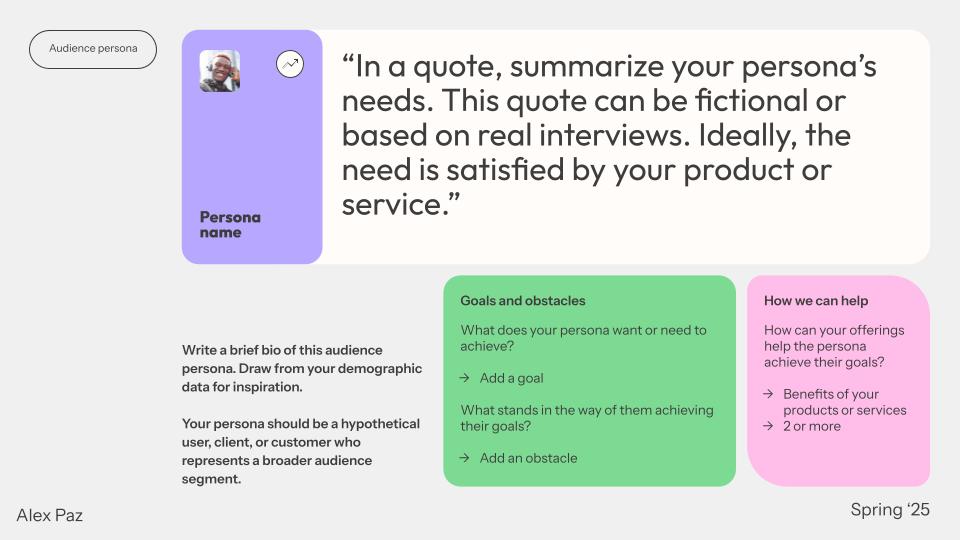 Audience persona
“In a quote, summarize your persona’s
needs. This quote can be fictional or
based on real interviews. Ideally, the
need is satisfied by your product or
service.”
Persona
name
Write a brief bio of this audience
persona. Draw from your demographic
data for inspiration.
Your persona should be a hypothetical
user, client, or customer who
represents a broader audience
segment.
Goals and obstacles
What does your persona want or need to
achieve?
→ Add a goal
What stands in the way of them achieving
their goals?
→ Add an obstacle
How we can help
How can your offerings
help the persona
achieve their goals?
→ Benefits of your
products or services
→ 2 or more
Alex Paz
Spring ‘25